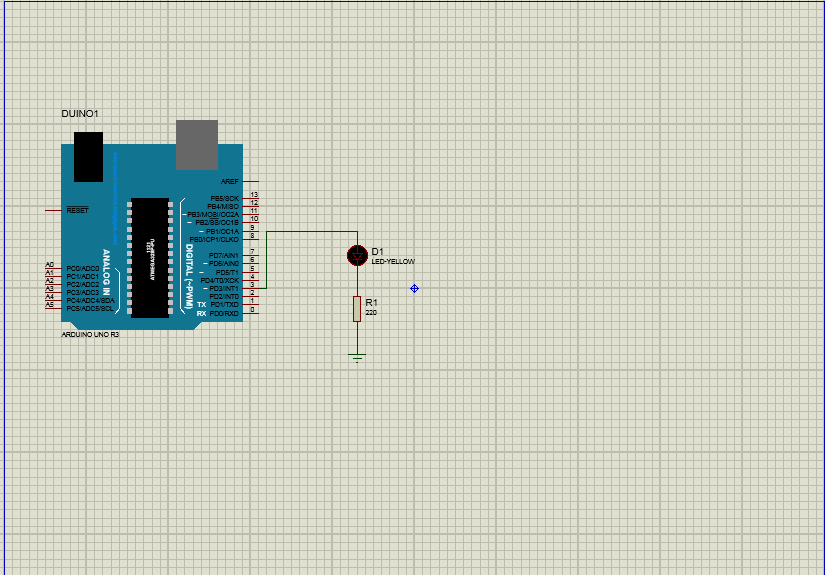 DUINO1
AREF
RESET
13
PB5/SCK
12
PB4/MISO
11
~PB3/MOSI/OC2A
10
~ PB2/SS/OC1B
9
~ PB1/OC1A
8
PB0/ICP1/CLKO
7
PD7/AIN1
6
~ PD6/AIN0
5
~ PD5/T1
4
PD4/T0/XCK
3
~ PD3/INT1
2
PD2/INT0
1
TX PD1/TXD
0
RX PD0/RXD
DIGITAL (~PWM)
ANALOG IN
A0
PC0/ADC0
A1
PC1/ADC1
A2
PC2/ADC2
A3
PC3/ADC3
A4
PC4/ADC4/SDA
A5
PC5/ADC5/SCL
ARDUINO UNO R3
D1
LED-YELLOW
R1
220